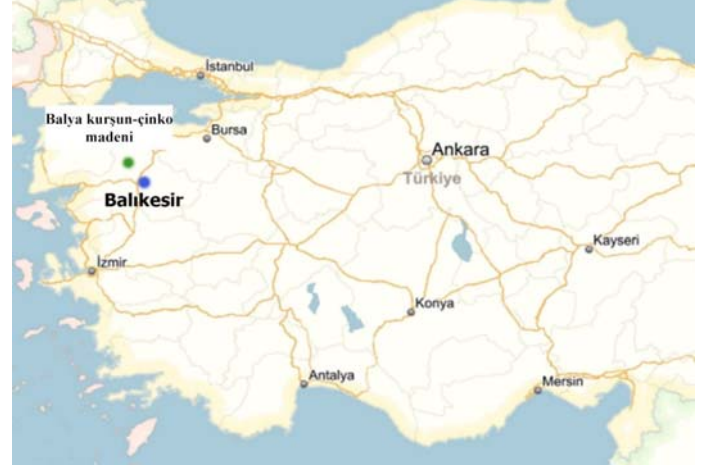 İstanbul
Balya kurşun-çinko
madeni
Bursa
Ankara
Türkiye
Balıkesir
Kayseri
İzmir
Konya
Antalya
Mersin